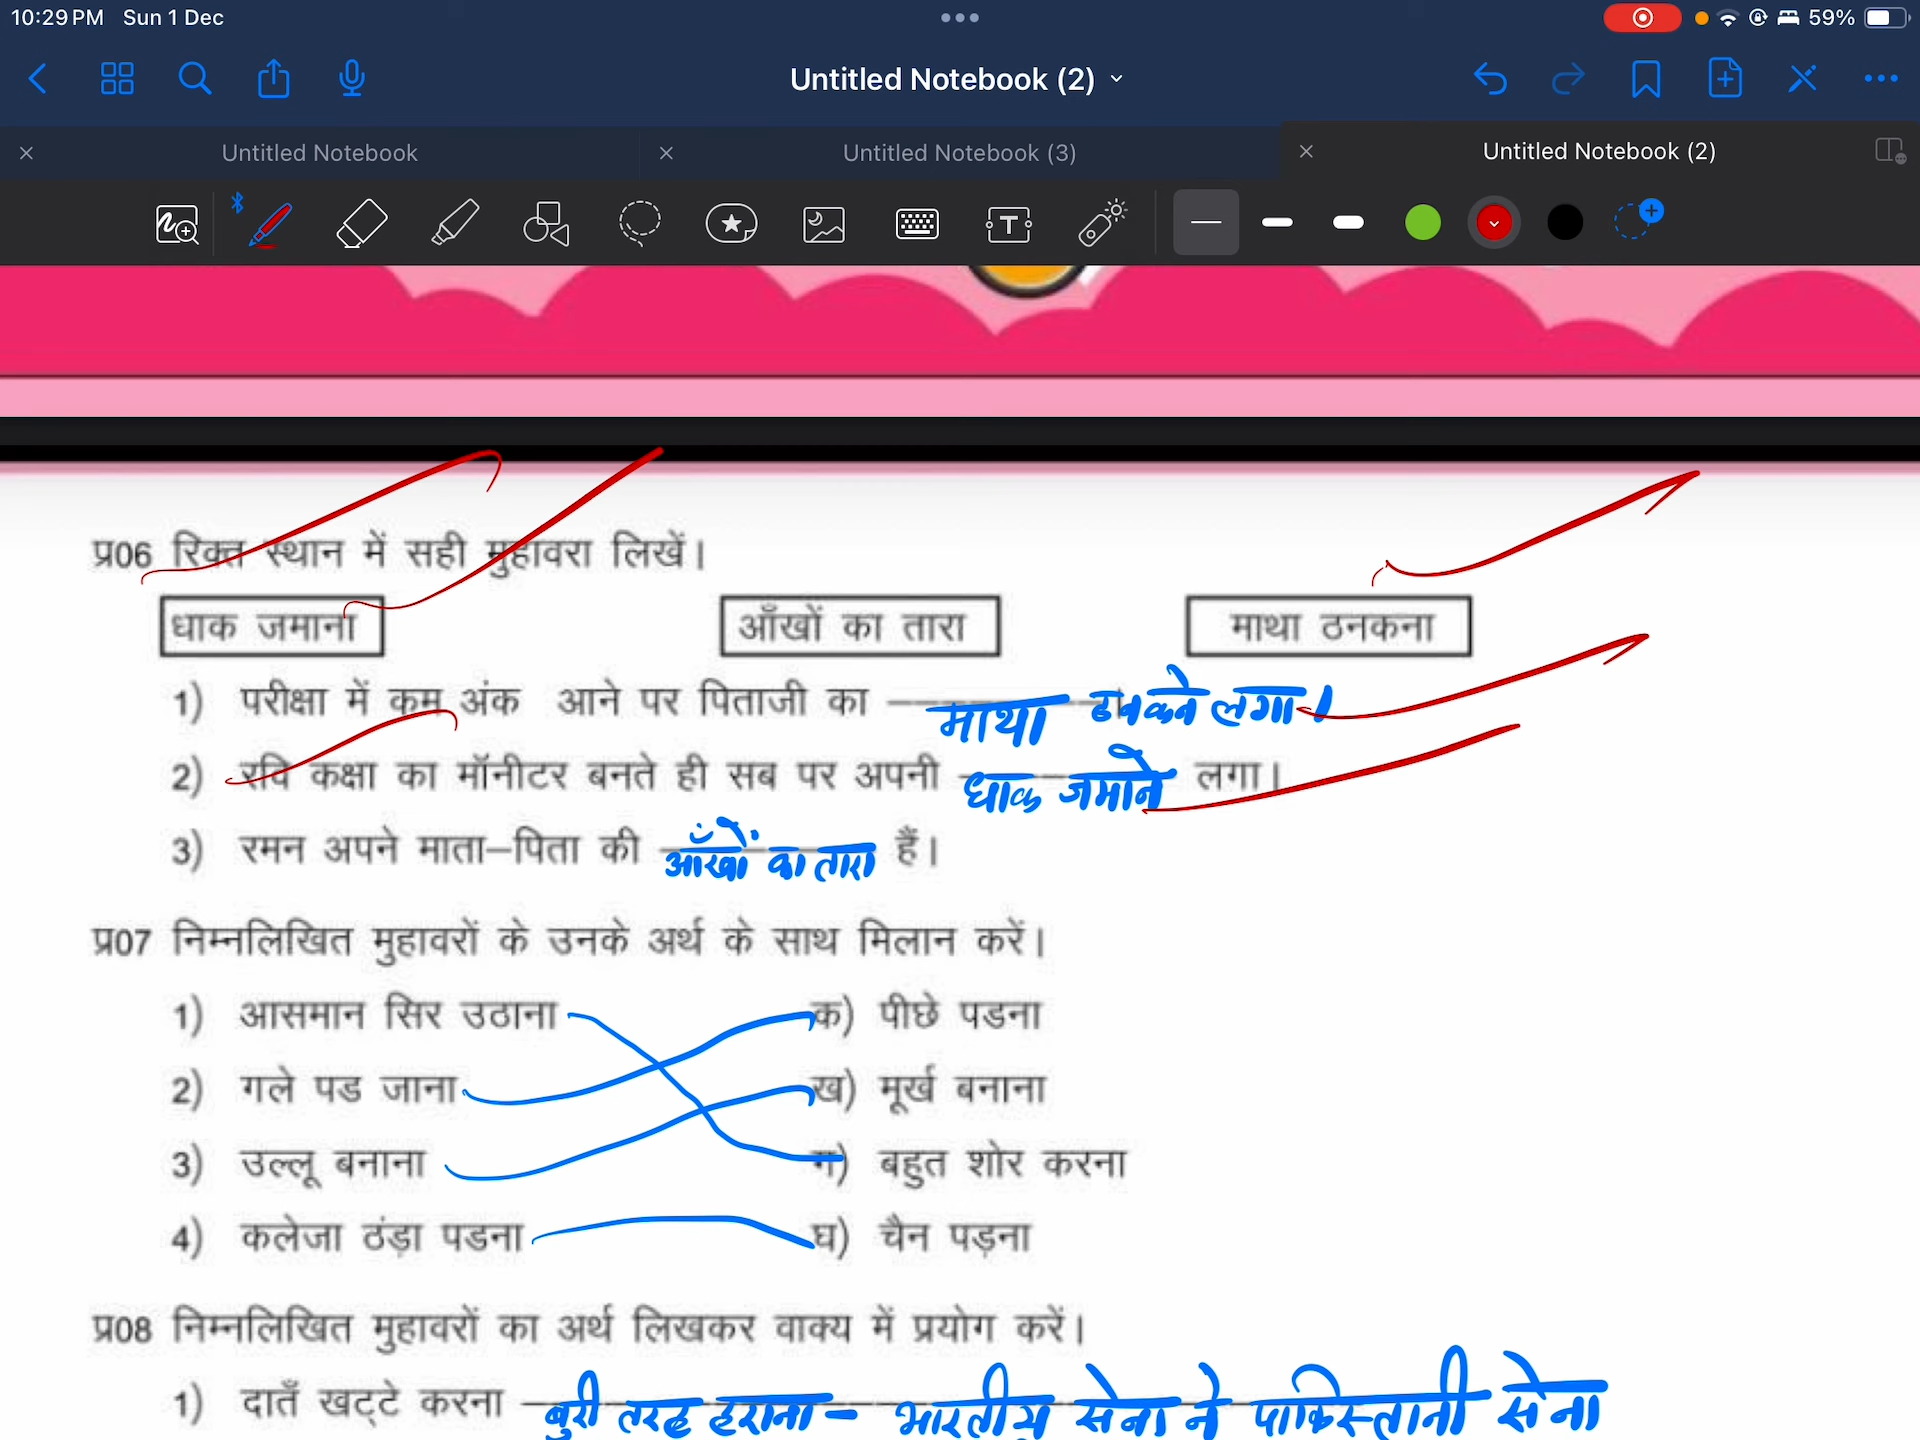 10:29 PM Sun 1 Dec 59%
Untitled Notebook (2)
Untitled Notebook Untitled Notebook (3) Untitled Notebook (2)
प्र06 रिक्त स्थान में सही मुहावरा लिखें।
धाक जमाना आँखों का तारा माथा ठनकना
1) परीक्षा में कम अंक आने पर पिताजी का माथा ठनकने लगा।
2) रवि कक्षा का मॉनीटर बनते ही सब पर अपनी धाक जमाने लगा।
3) रमन अपने माता–पिता की आँखों का तारा हैं।
प्र07 निम्नलिखित मुहावरों के उनके अर्थ के साथ मिलान करें।
1) आसमान सिर उठाना क) पीछे पडना
2) गले पड जाना ख) मूर्ख बनाना
3) उल्लू बनाना ग) बहुत शोर करना
4) कलेजा ठंड़ा पडना घ) चैन पड़ना
प्र08 निम्नलिखित मुहावरों का अर्थ लिखकर वाक्य में प्रयोग करें।
1) दातँ खट्टे करना बुरी तरह हराना – भारतीय सेना ने पाकिस्तानी सेना